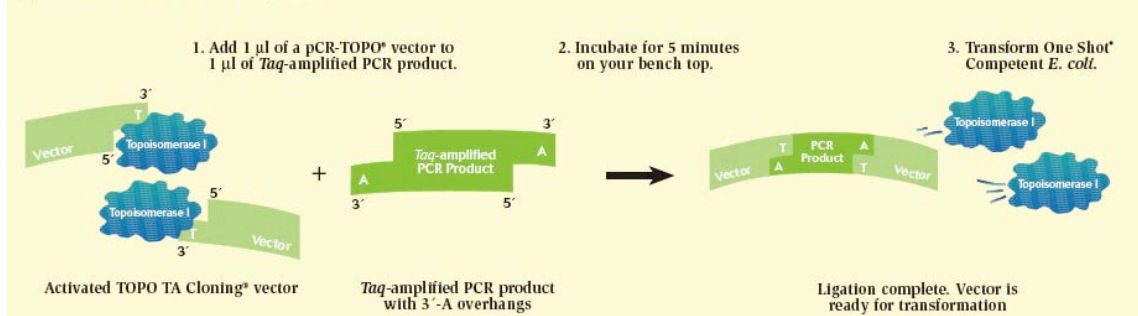 1. Add 1 µl of a pCR-TOPO® vector to
1 µl of Taq-amplified PCR product.
2. Incubate for 5 minutes
on your bench top.
3. Transform One Shot®
Competent E. coli.
3´
T
Topoisomerase I
Vector
5´
5´
Topoisomerase I
T
Vector
3´
+
5´
3´
Taq-amplified
PCR Product
A
A
3´
5´
T
PCR
Product
A
Vector
A
T
Vector
Topoisomerase I
Topoisomerase I
Activated TOPO TA Cloning® vector
Taq-amplified PCR product
with 3´-A overhangs
Ligation complete. Vector is
ready for transformation